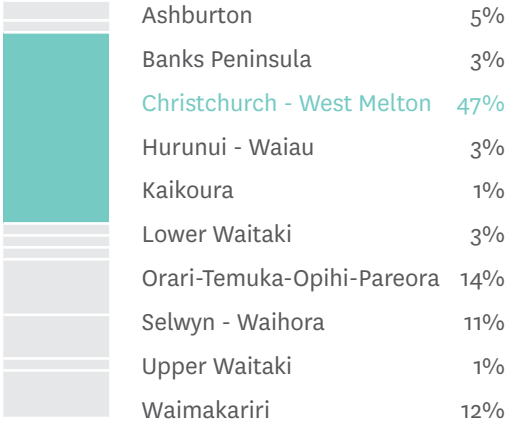 Ashburton 5%
Banks Peninsula 3%
Christchurch - West Melton 47%
Hurunui - Waiau 3%
Kaikoura 1%
Lower Waitaki 3%
Orari-Temuka-Opihi-Pareora 14%
Selwyn - Waihora 11%
Upper Waitaki 1%
Waimakariri 12%